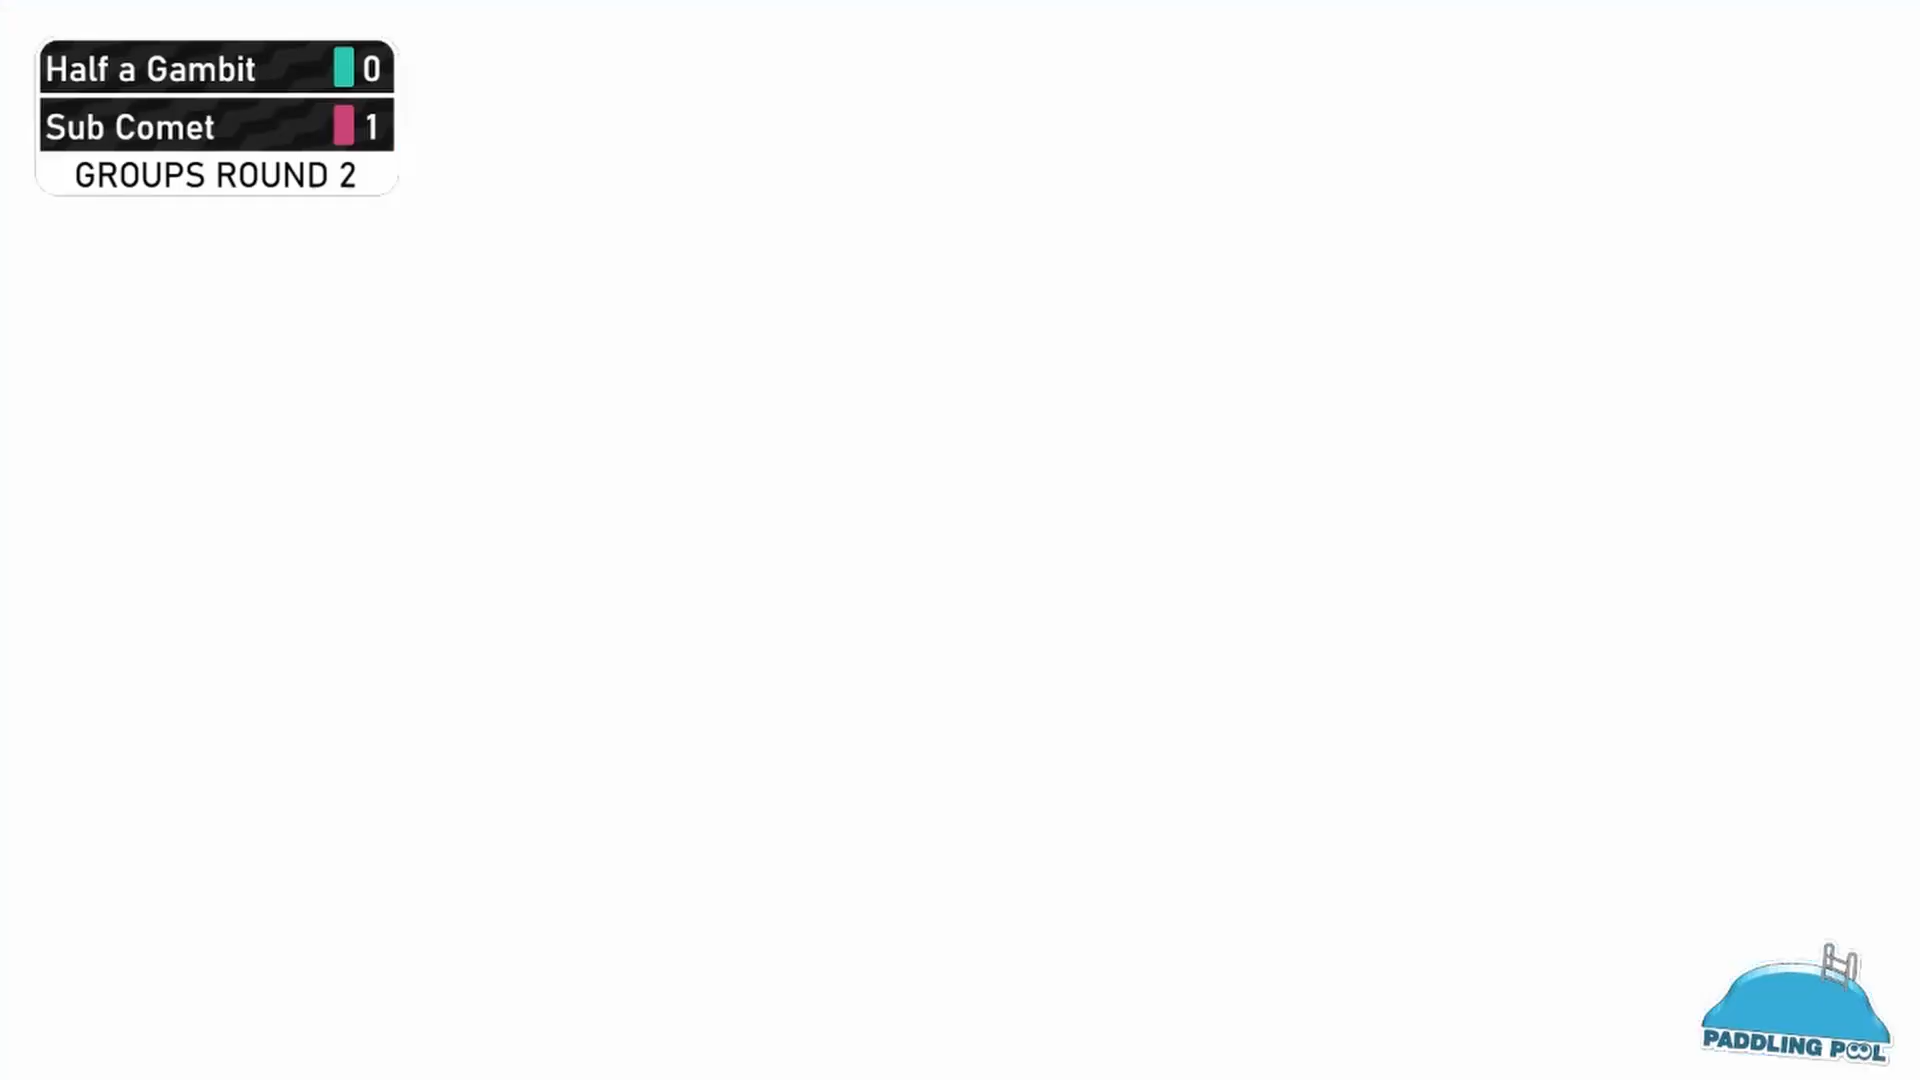 Half a Gambit 0
Sub Comet 1
GROUPS ROUND 2
PADDLING POOL